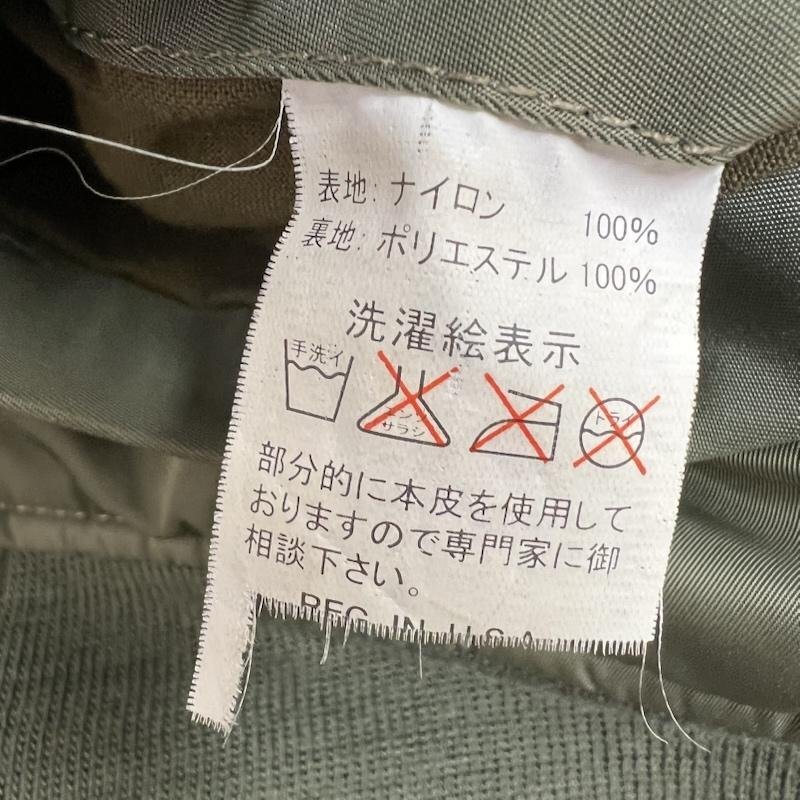 表地: ナイロン 100%
裏地: ポリエステル 100%
洗濯絵表示
手洗イ
エンソ
サラシ
ドライ
部分的に本皮を使用して
おりますので専門家に御
相談下さい。
REG. IN U.S.A